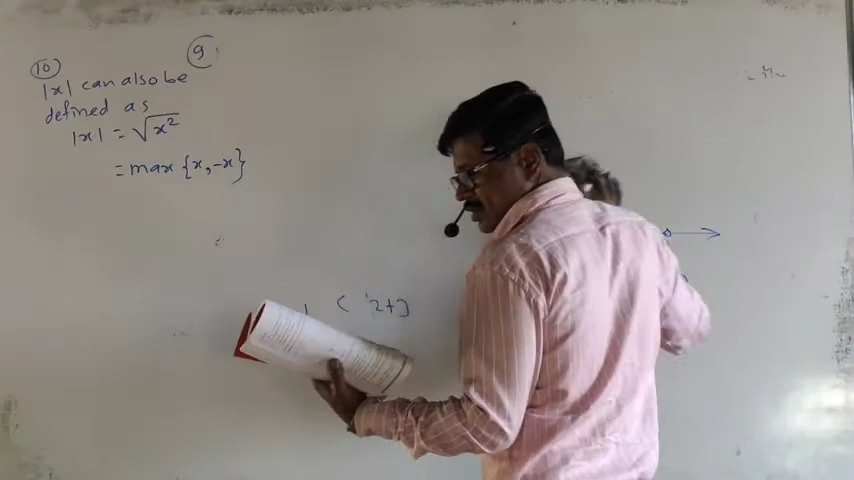 10
9
|x| can also be
defined as
|x| = √x²
= max {x, -x}